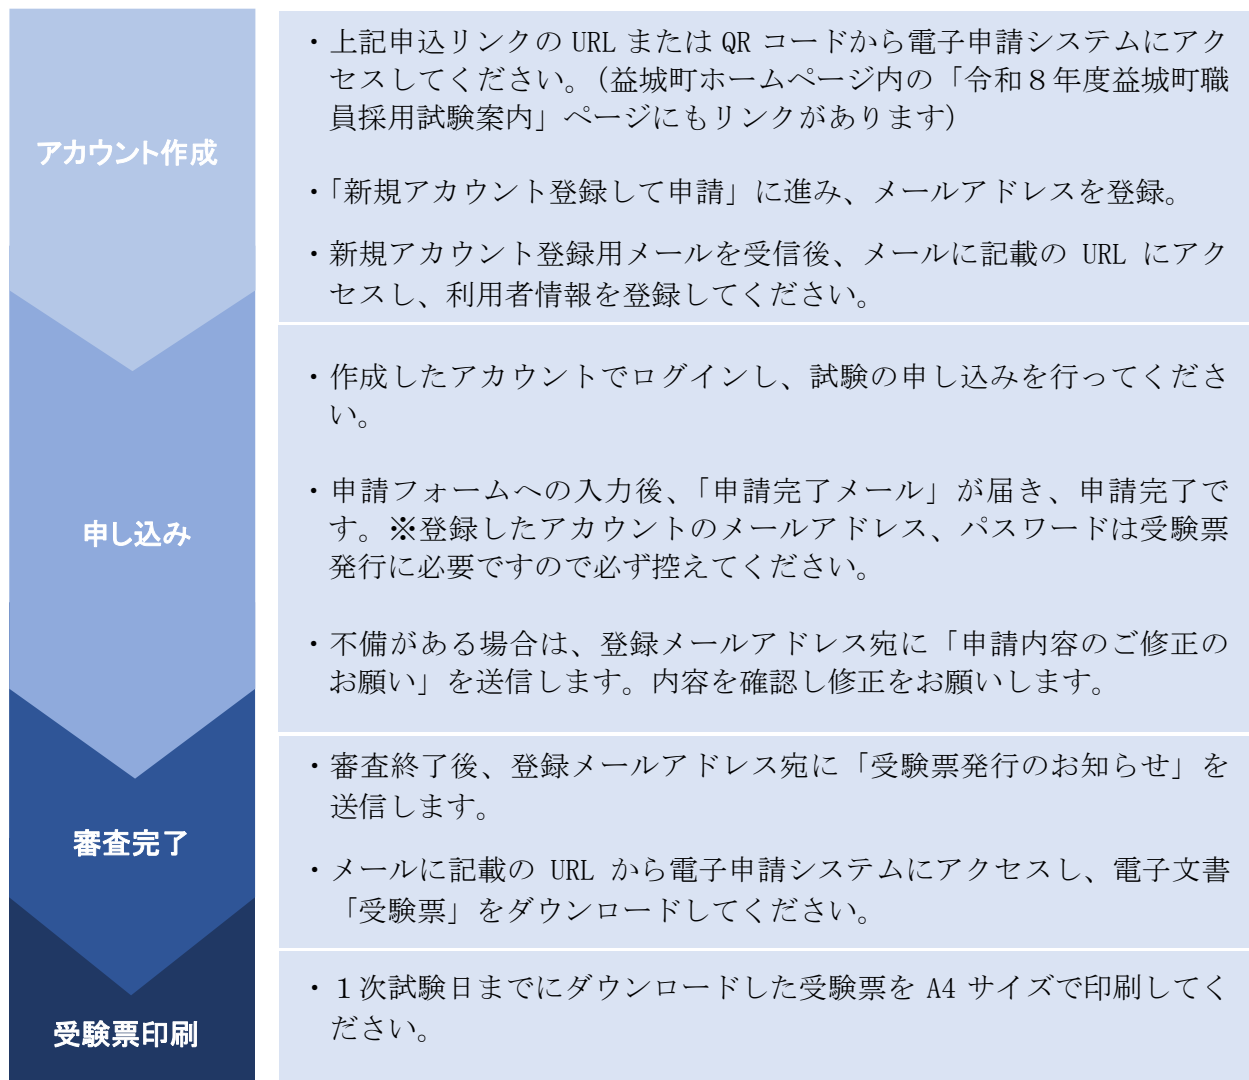 アカウント作成
・上記申込リンクの URL または QR コードから電子申請システムにアク
セスしてください。（益城町ホームページ内の「令和８年度益城町職
員採用試験案内」ページにもリンクがあります）
・「新規アカウント登録して申請」に進み、メールアドレスを登録。
・新規アカウント登録用メールを受信後、メールに記載の URL にアク
セスし、利用者情報を登録してください。
申し込み
・作成したアカウントでログインし、試験の申し込みを行ってくださ
い。
・申請フォームへの入力後、「申請完了メール」が届き、申請完了で
す。※登録したアカウントのメールアドレス、パスワードは受験票
発行に必要ですので必ず控えてください。
・不備がある場合は、登録メールアドレス宛に「申請内容のご修正の
お願い」を送信します。内容を確認し修正をお願いします。
審査完了
・審査終了後、登録メールアドレス宛に「受験票発行のお知らせ」を
送信します。
・メールに記載の URL から電子申請システムにアクセスし、電子文書
「受験票」をダウンロードしてください。
受験票印刷
・１次試験日までにダウンロードした受験票を A4 サイズで印刷してく
ださい。